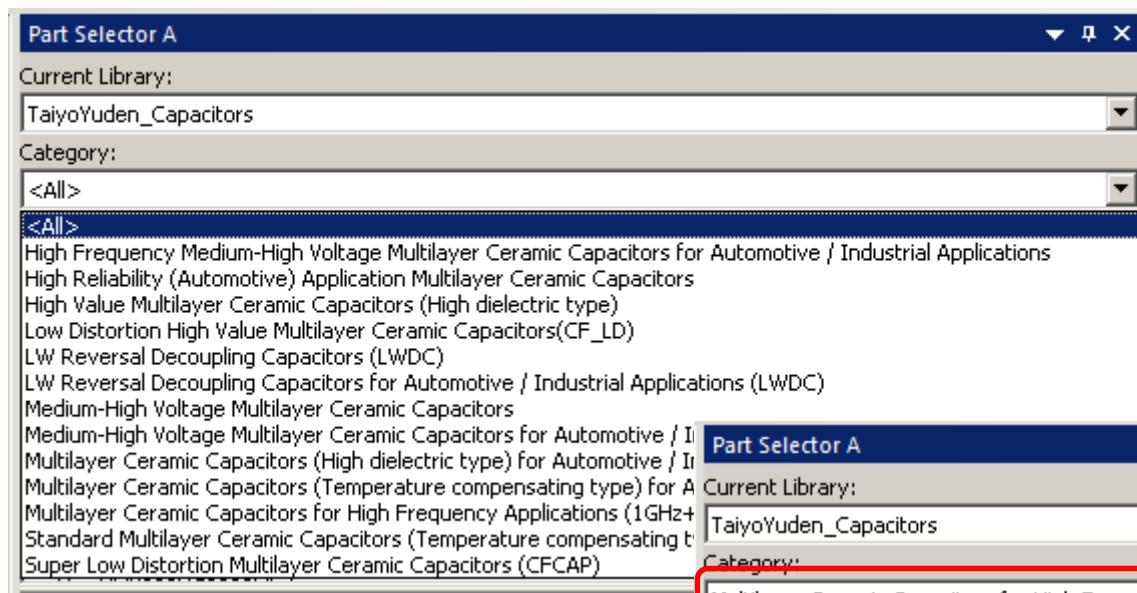 Part Selector A
Current Library:
TaiyoYuden_Capacitors
Category:
<All>
<All>
High Frequency Medium-High Voltage Multilayer Ceramic Capacitors for Automotive / Industrial Applications
High Reliability (Automotive) Application Multilayer Ceramic Capacitors
High Value Multilayer Ceramic Capacitors (High dielectric type)
Low Distortion High Value Multilayer Ceramic Capacitors(CF_LD)
LW Reversal Decoupling Capacitors (LWDC)
LW Reversal Decoupling Capacitors for Automotive / Industrial Applications (LWDC)
Medium-High Voltage Multilayer Ceramic Capacitors
Medium-High Voltage Multilayer Ceramic Capacitors for Automotive /
Multilayer Ceramic Capacitors (High dielectric type) for Automotive /
Multilayer Ceramic Capacitors (Temperature compensating type) for
Multilayer Ceramic Capacitors for High Frequency Applications (1GHz+
Standard Multilayer Ceramic Capacitors (Temperature compensating
Super Low Distortion Multilayer Ceramic Capacitors (CFCAP)
Part Selector A
Current Library:
TaiyoYuden_Capacitors
Category: